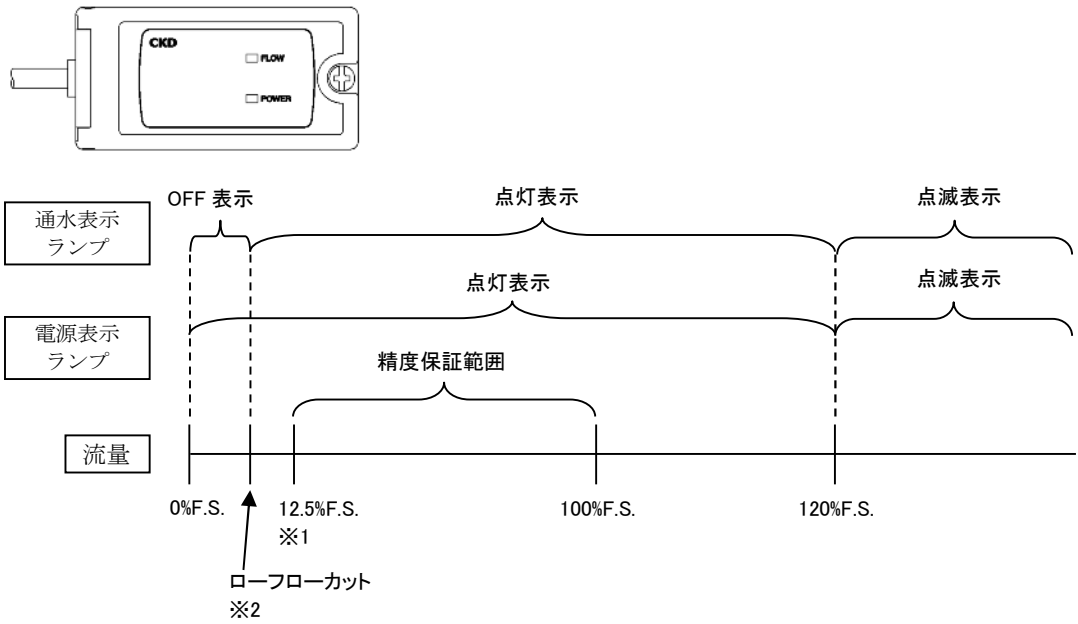 CKD
FLOW
POWER
OFF 表示
点灯表示
点滅表示
通水表示
ランプ
点灯表示
点滅表示
電源表示
ランプ
精度保証範囲
流量
0%F.S.
12.5%F.S.
※1
100%F.S.
120%F.S.
ローフローカット
※2